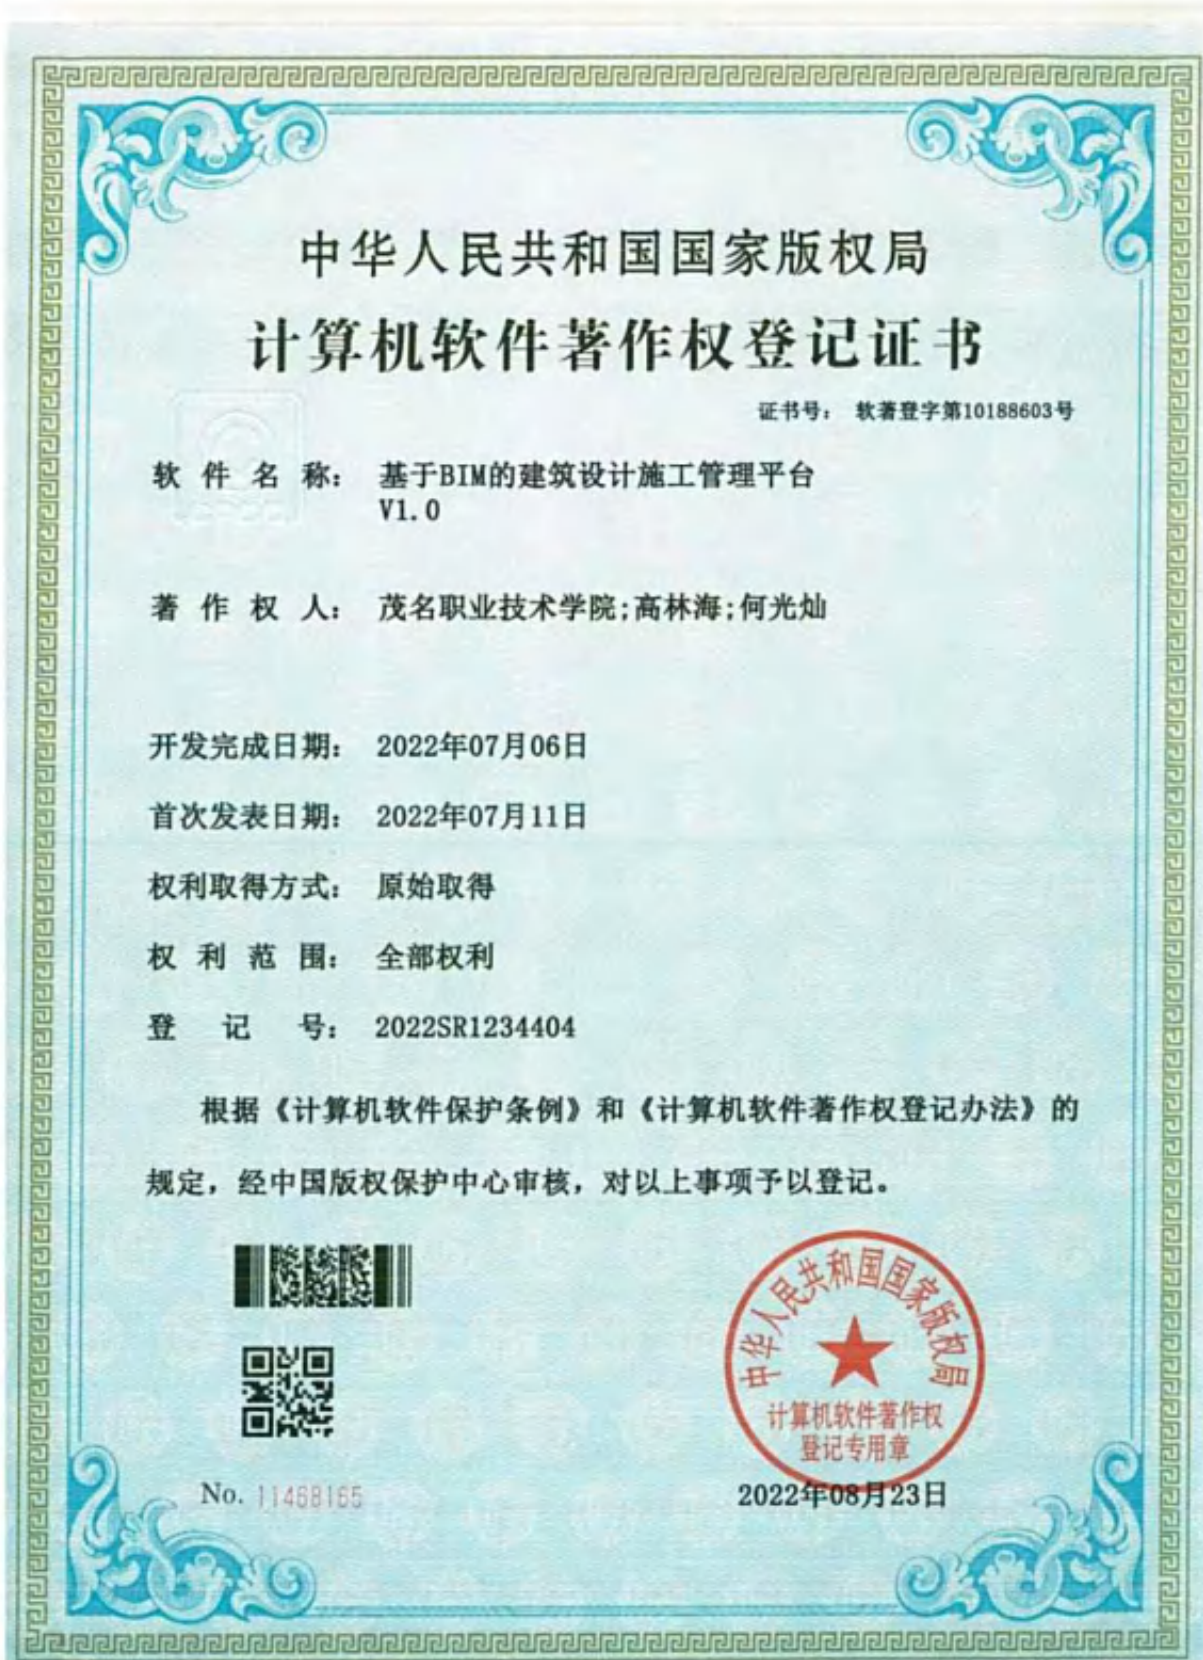 中华人民共和国国家版权局
计算机软件著作权登记证书
证书号： 软著登字第10188603号
软件名称： 基于BIM的建筑设计施工管理平台
V1.0
著作权人： 茂名职业技术学院;高林海;何光灿
开发完成日期： 2022年07月06日
首次发表日期： 2022年07月11日
权利取得方式： 原始取得
权利范围： 全部权利
登记号： 2022SR1234404
根据《计算机软件保护条例》和《计算机软件著作权登记办法》的
规定，经中国版权保护中心审核，对以上事项予以登记。
中华人民共和国国家版权局
计算机软件著作权
登记专用章
No. 11468165
2022年08月23日